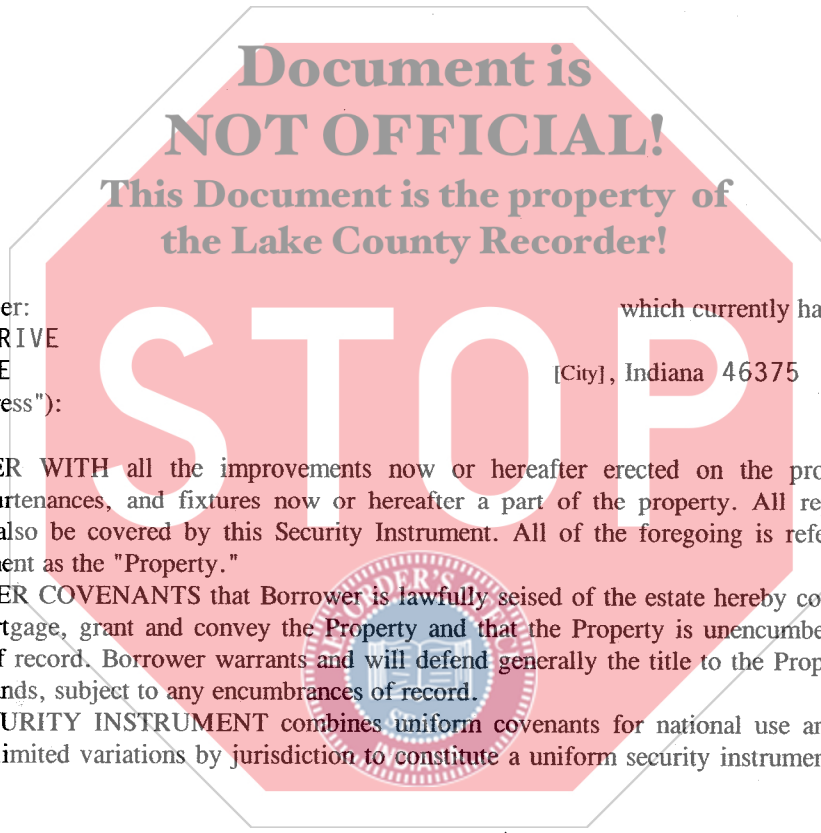 Document is
NOT OFFICIAL!
This Document is the property of
the Lake County Recorder!
er: which currently ha
RIVE
E [City], Indiana 46375
ess"):
STOP
ER WITH all the improvements now or hereafter erected on the pro
urtenances, and fixtures now or hereafter a part of the property. All re
also be covered by this Security Instrument. All of the foregoing is refe
ent as the "Property."
ER COVENANTS that Borrower is lawfully seised of the estate hereby co
rtgage, grant and convey the Property and that the Property is unencumbe
f record. Borrower warrants and will defend generally the title to the Prop
nds, subject to any encumbrances of record.
URITY INSTRUMENT combines uniform covenants for national use an
imited variations by jurisdiction to constitute a uniform security instrumen